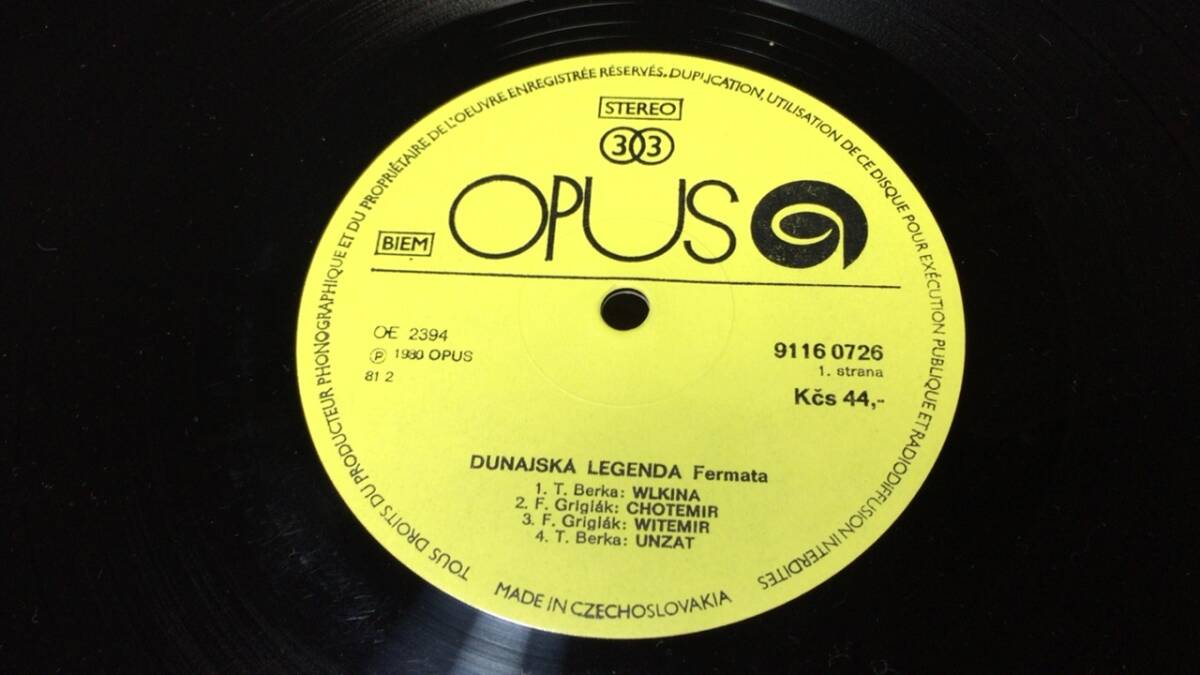 TOUS DROITS DU PRODUCTEUR PHONOGRAPHIQUE ET DU PROPRIÉTAIRE DE L'OEUVRE ENREGISTRÉE RÉSERVÉS. DUPLICATION, UTILISATION DE CE DISQUE POUR EXÉCUTION PUBLIQUE ET RADIODIFFUSION INTERDITES
STEREO
33
OPUS
BIEM
OE 2394
Ⓟ 1980 OPUS
81 2
9116 0726
1. strana
Kčs 44,-
DUNAJSKÁ LEGENDA Fermata
1. T. Berka: WLKINA
2. F. Griglák: CHOTEMIR
3. F. Griglák: WITEMIR
4. T. Berka: UNZAT
MADE IN CZECHOSLOVAKIA